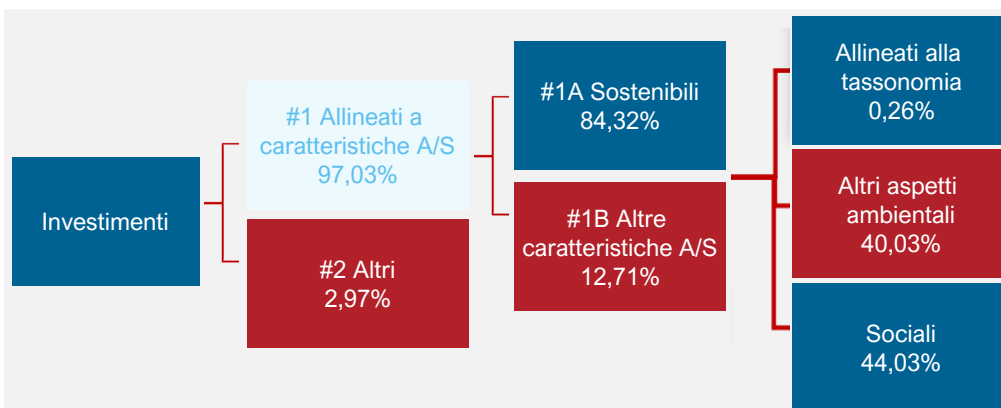 Investimenti
#1 Allineati a
caratteristiche A/S
97,03%
#2 Altri
2,97%
#1A Sostenibili
84,32%
#1B Altre
caratteristiche A/S
12,71%
Allineati alla
tassonomia
0,26%
Altri aspetti
ambientali
40,03%
Sociali
44,03%